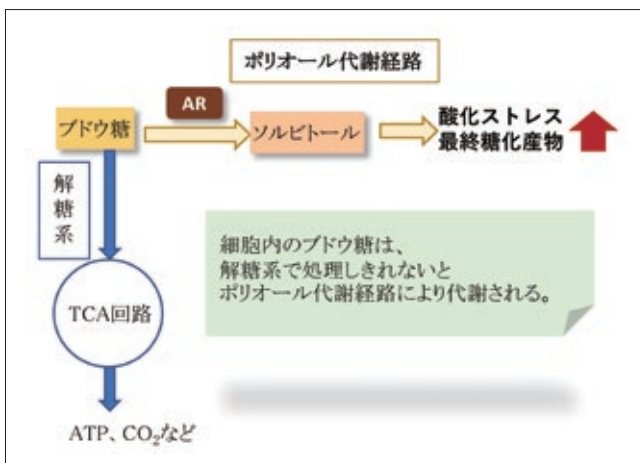 ポリオール代謝経路
AR
ブドウ糖
ソルビトール
酸化ストレス
最終糖化産物
解
糖
系
細胞内のブドウ糖は、
解糖系で処理しきれないと
ポリオール代謝経路により代謝される。
TCA回路
ATP、CO₂など